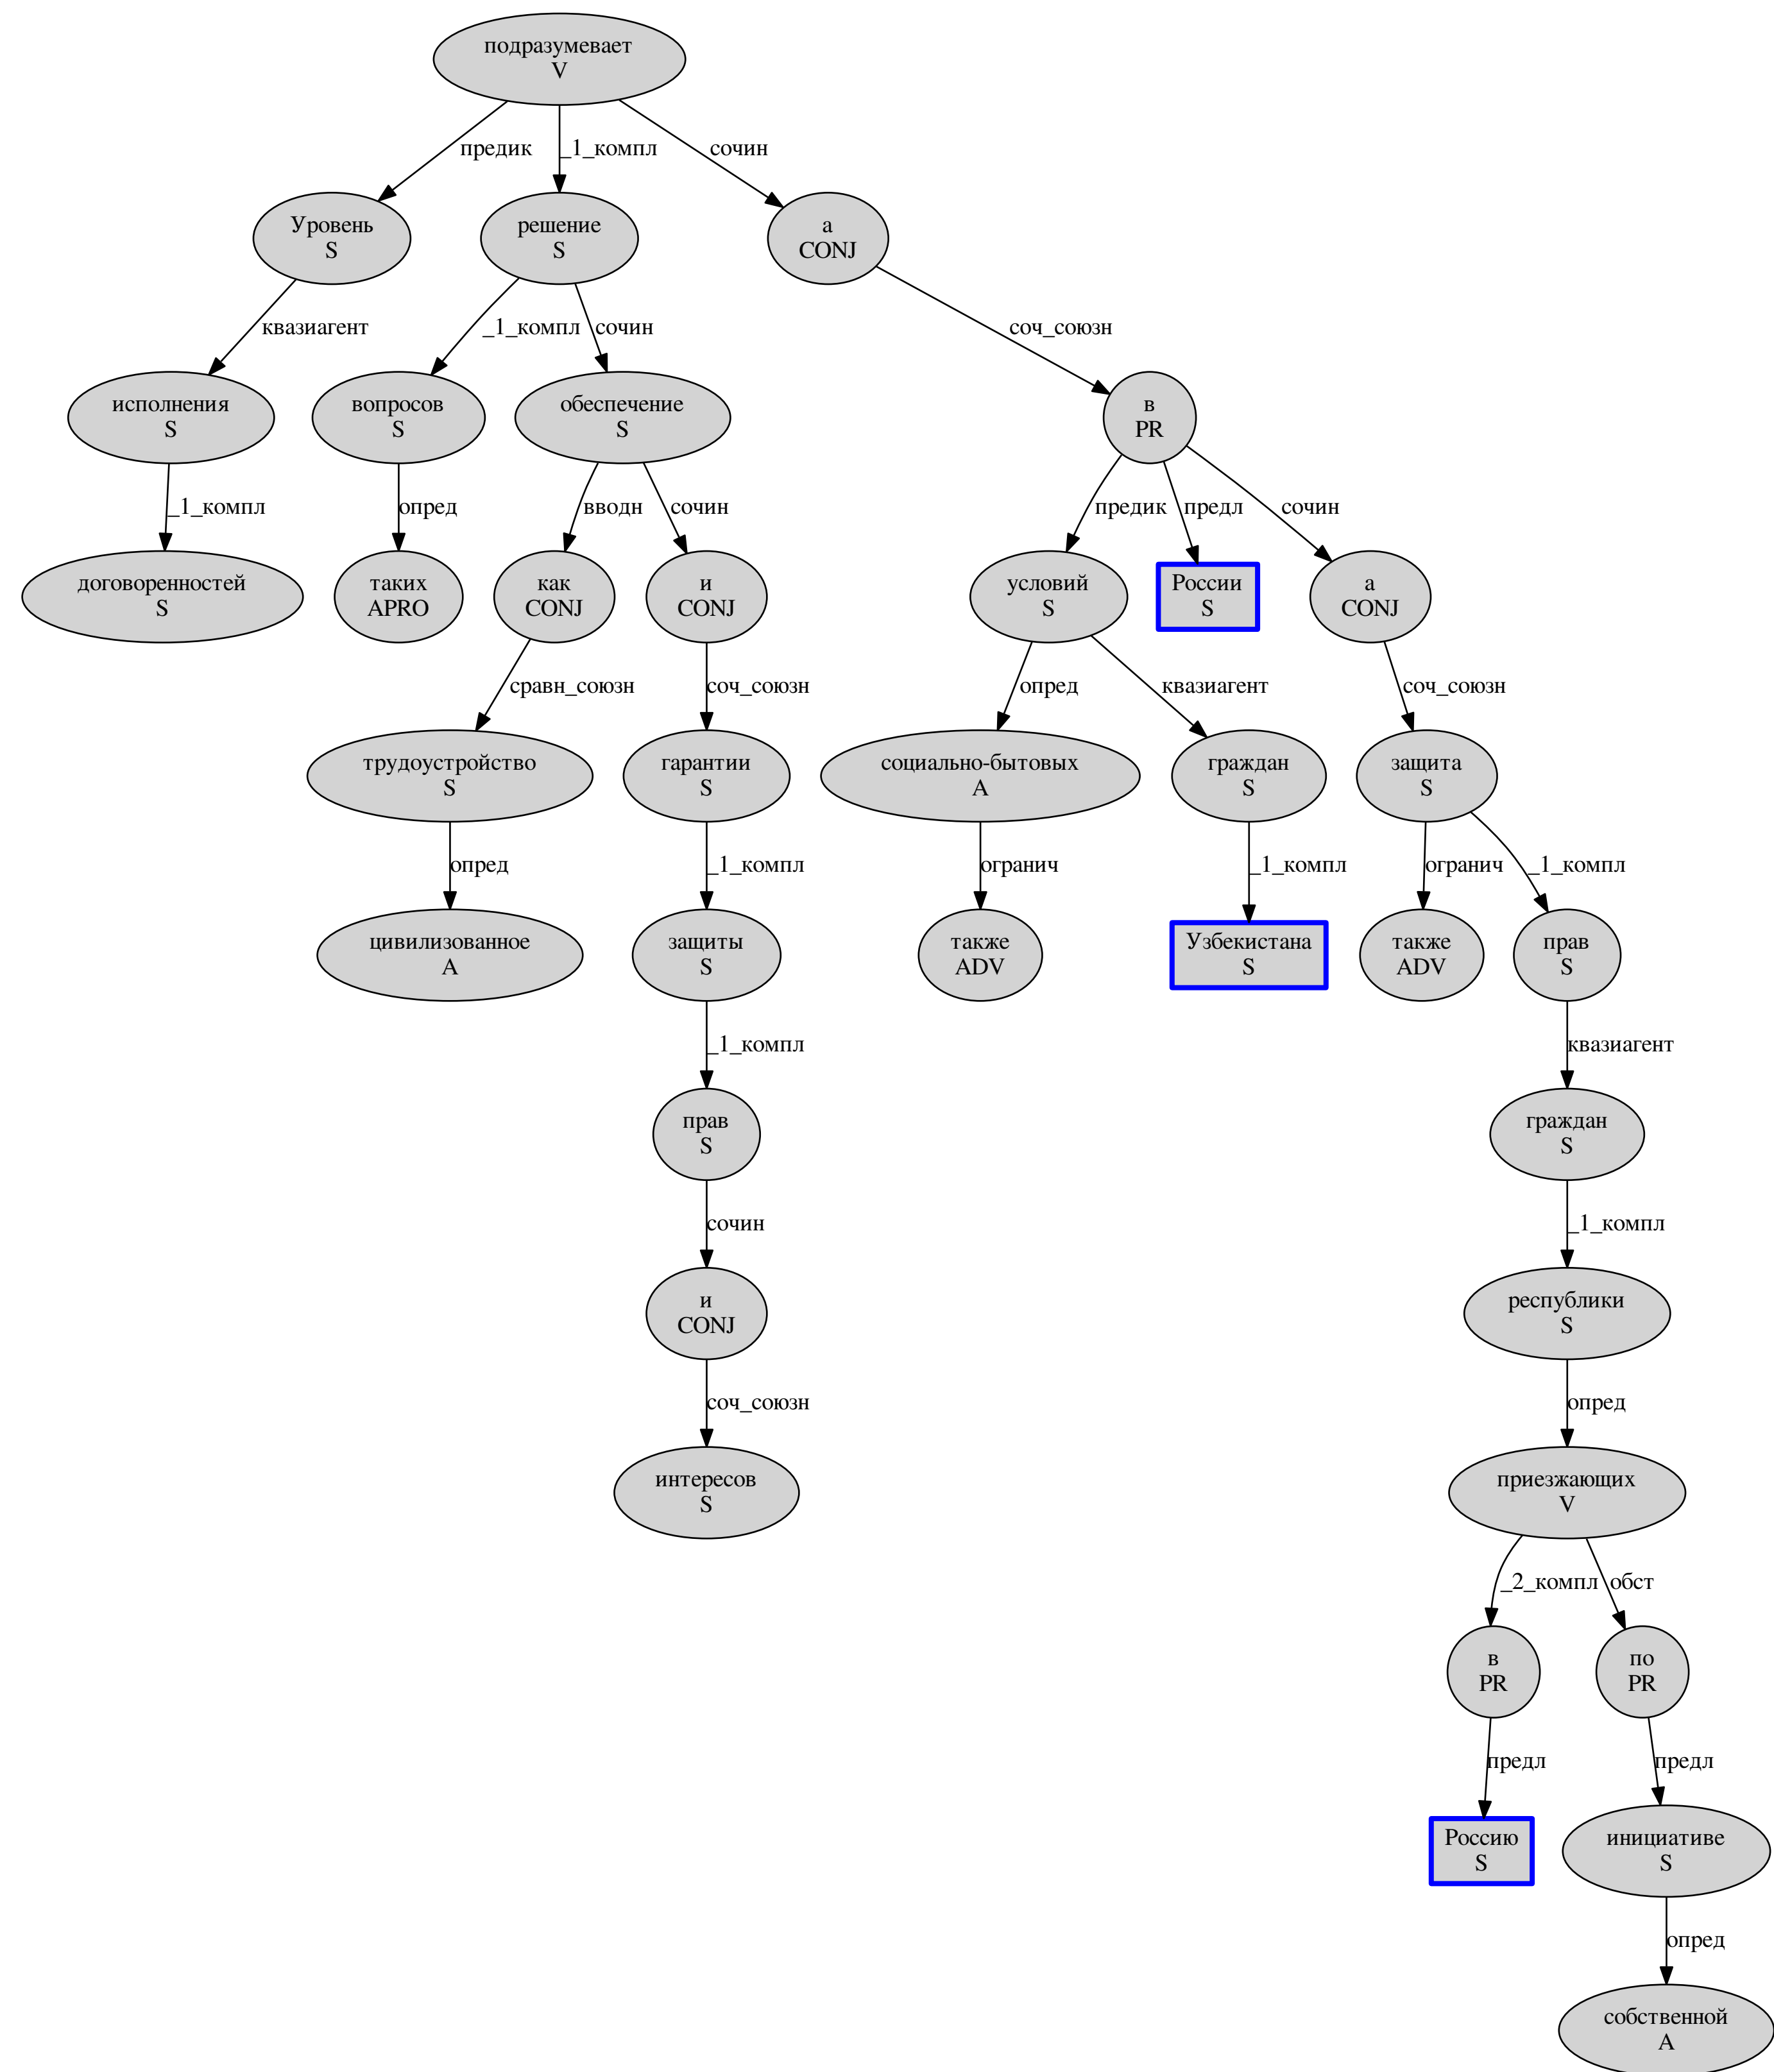 подразумевает
V
предик
_1_компл
сочин
Уровень
S
решение
S
а
CONJ
квазиагент
_1_компл
сочин
соч_союзн
исполнения
S
вопросов
S
обеспечение
S
в
PR
_1_компл
опред
вводн
сочин
предик
предл
сочин
договоренностей
S
таких
APRO
как
CONJ
и
CONJ
условий
S
России
S
а
CONJ
сравн_союзн
соч_союзн
опред
квазиагент
соч_союзн
трудоустройство
S
гарантии
S
социально-бытовых
A
граждан
S
защита
S
опред
_1_компл
огранич
_1_компл
огранич
_1_компл
цивилизованное
A
защиты
S
также
ADV
Узбекистана
S
также
ADV
прав
S
_1_компл
квазиагент
прав
S
граждан
S
сочин
_1_компл
и
CONJ
республики
S
соч_союзн
опред
интересов
S
приезжающих
V
_2_компл
обст
в
PR
по
PR
предл
предл
Россию
S
инициативе
S
опред
собственной
A